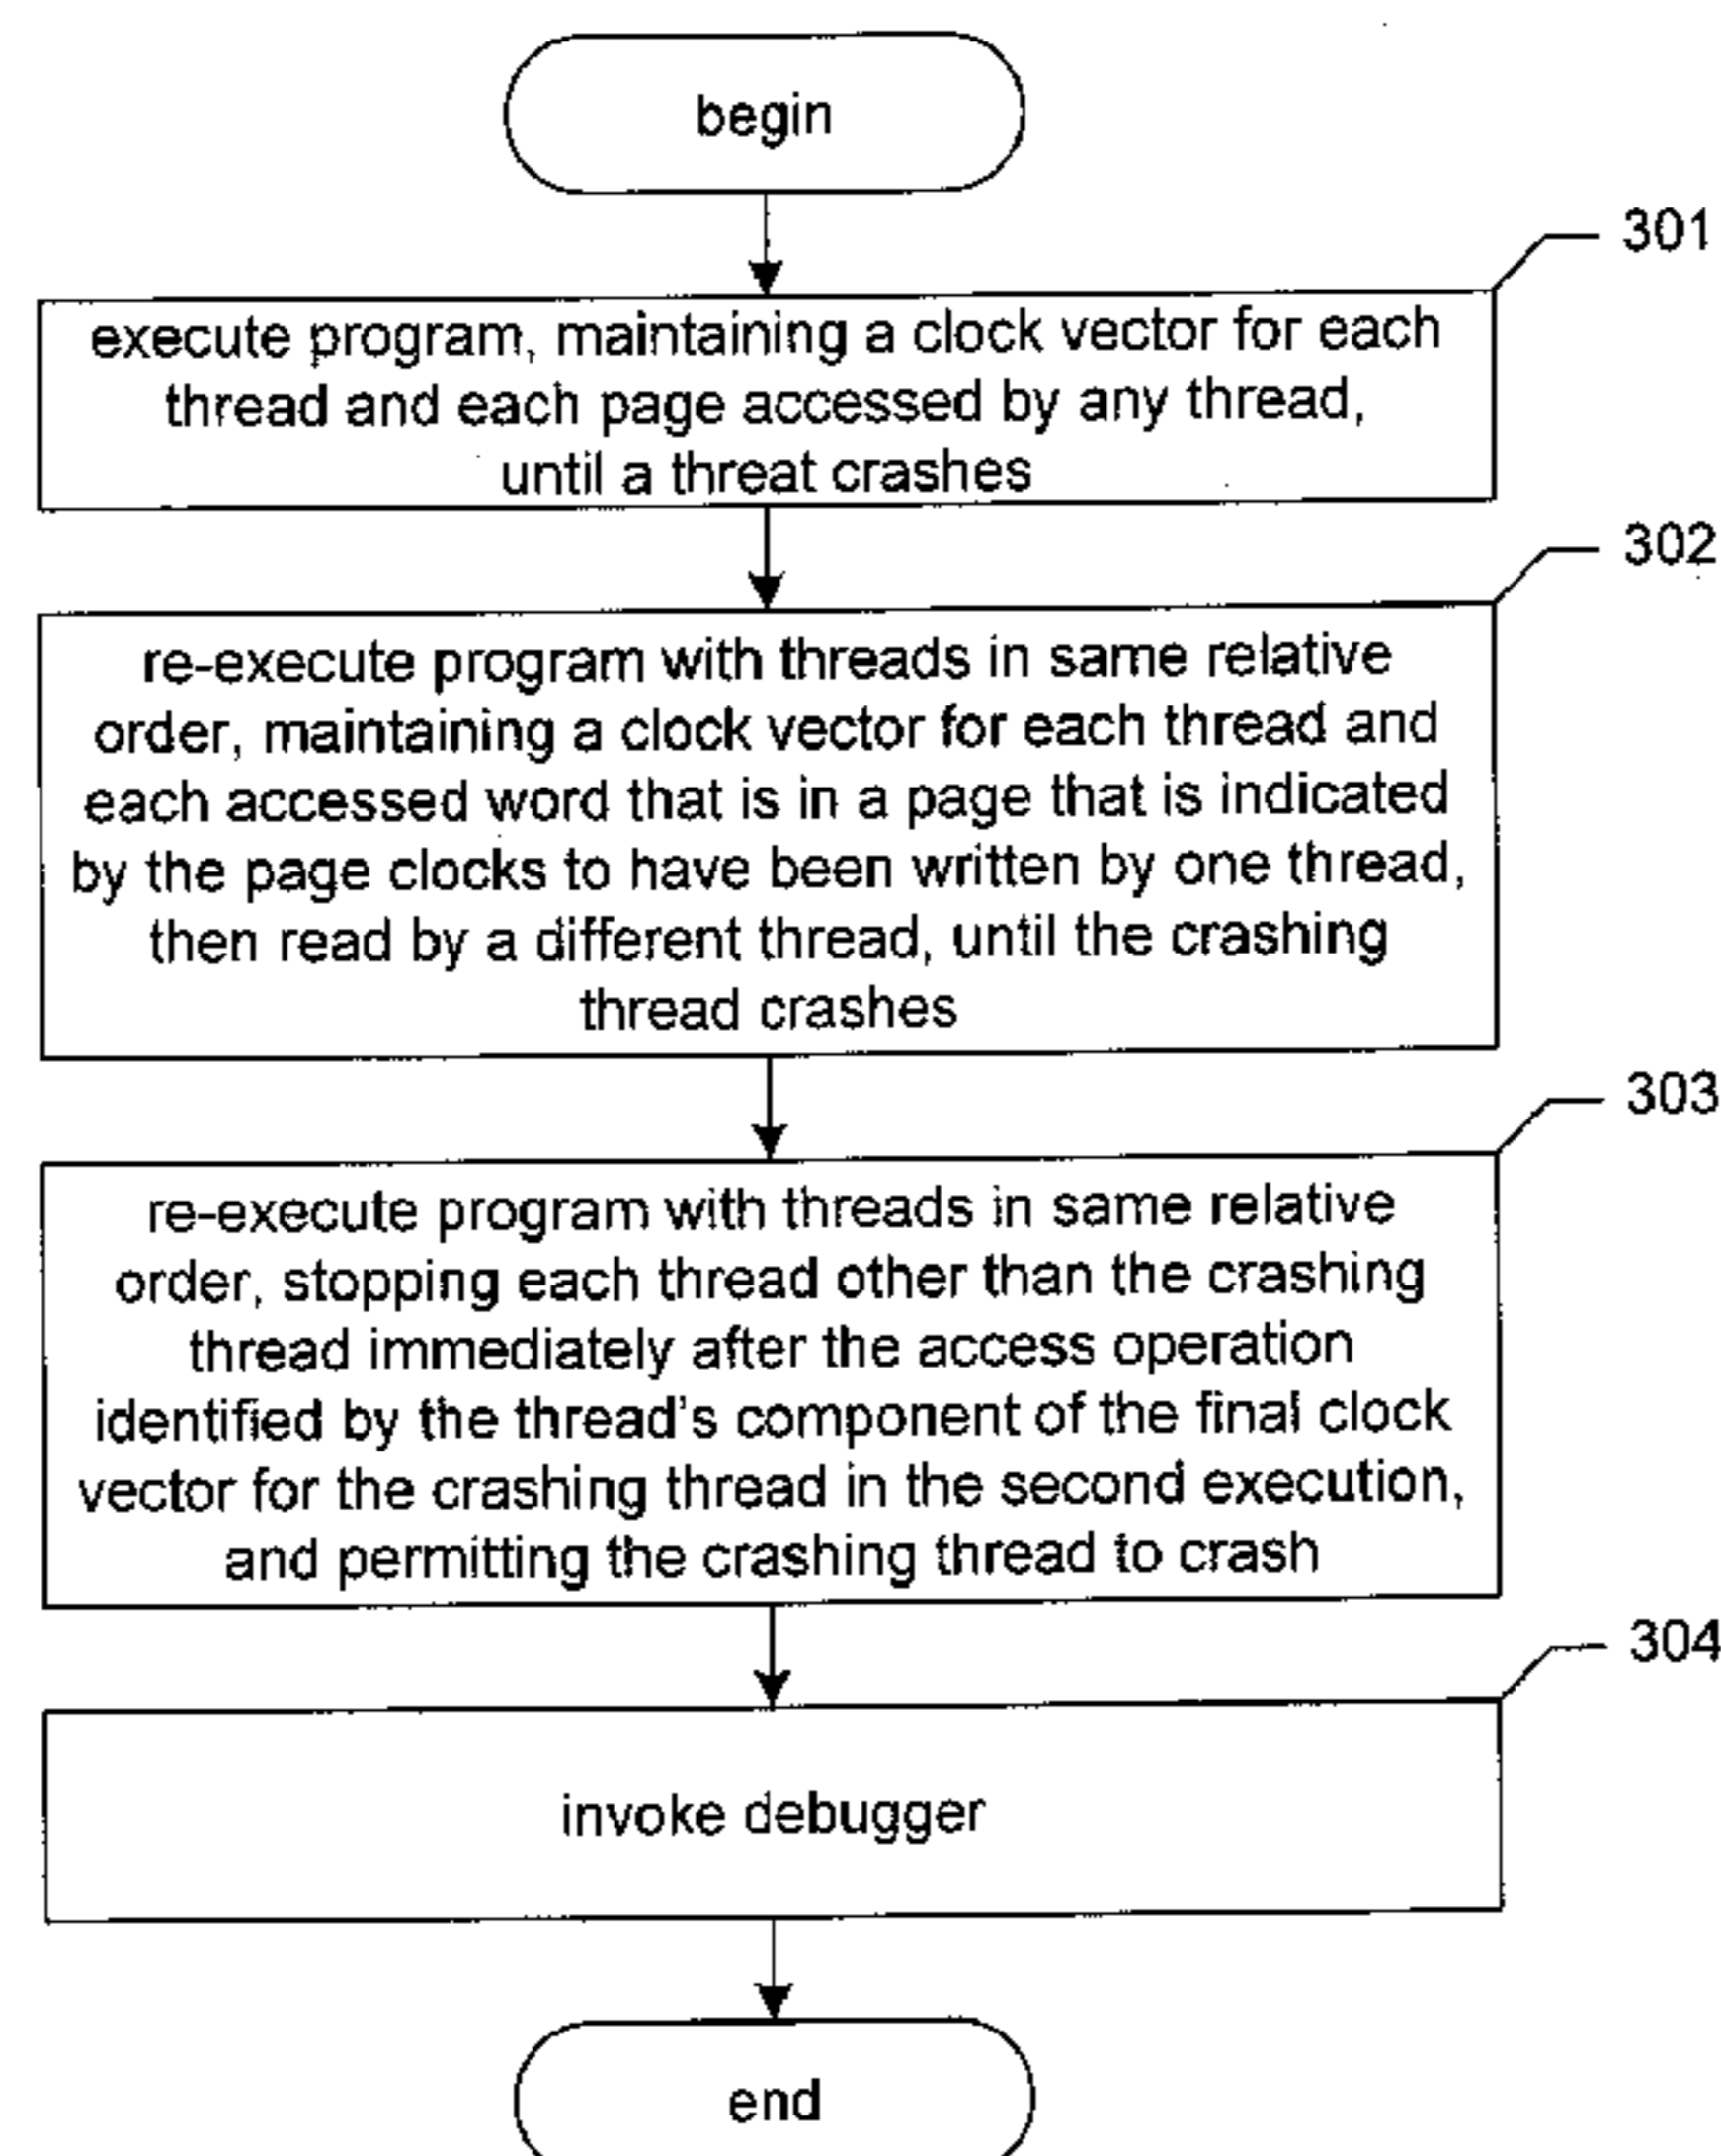 begin
301
execute program, maintaining a clock vector for each
thread and each page accessed by any thread,
until a threat crashes
302
re-execute program with threads in same relative
order, maintaining a clock vector for each thread and
each accessed word that is in a page that is indicated
by the page clocks to have been written by one thread,
then read by a different thread, until the crashing
thread crashes
303
re-execute program with threads in same relative
order, stopping each thread other than the crashing
thread immediately after the access operation
identified by the thread's component of the final clock
vector for the crashing thread in the second execution,
and permitting the crashing thread to crash
304
invoke debugger
end